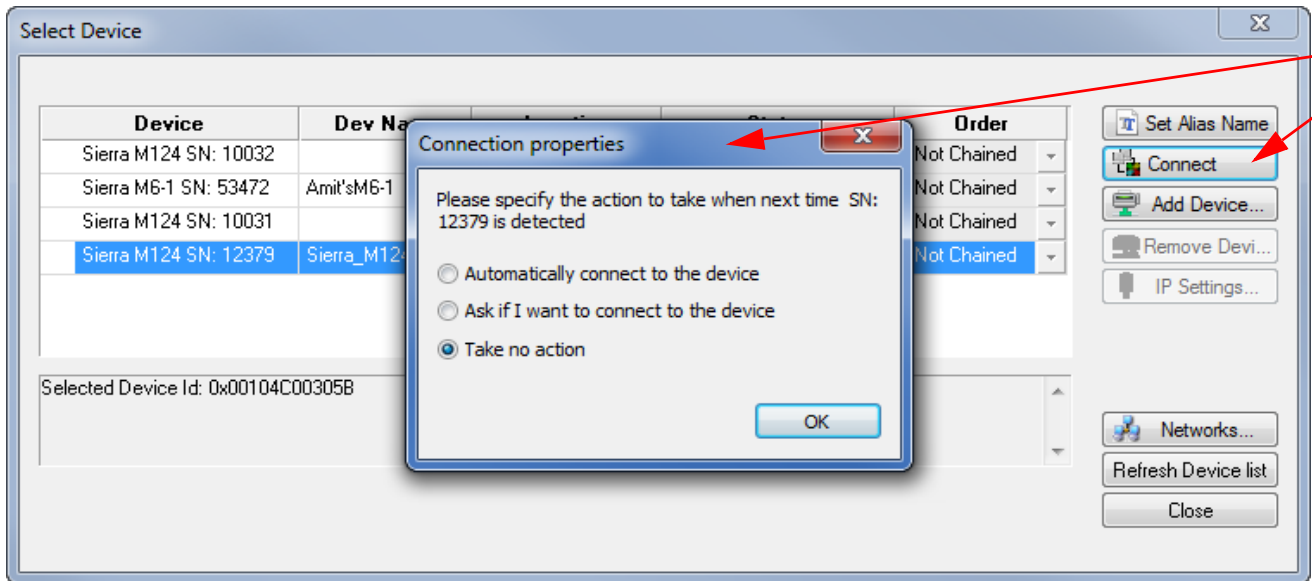 Select Device
Device Dev Na Order
Set Alias Name
Sierra M124 SN: 10032 Not Chained
Connect
Sierra M6-1 SN: 53472 Amit'sM6-1 Not Chained
Add Device...
Sierra M124 SN: 10031 Not Chained
Remove Devi...
Sierra M124 SN: 12379 Sierra_M124 Not Chained
IP Settings...
Connection properties
Please specify the action to take when next time SN:
12379 is detected
Automatically connect to the device
Ask if I want to connect to the device
Take no action
OK
Selected Device Id: 0x00104C00305B
Networks...
Refresh Device list
Close